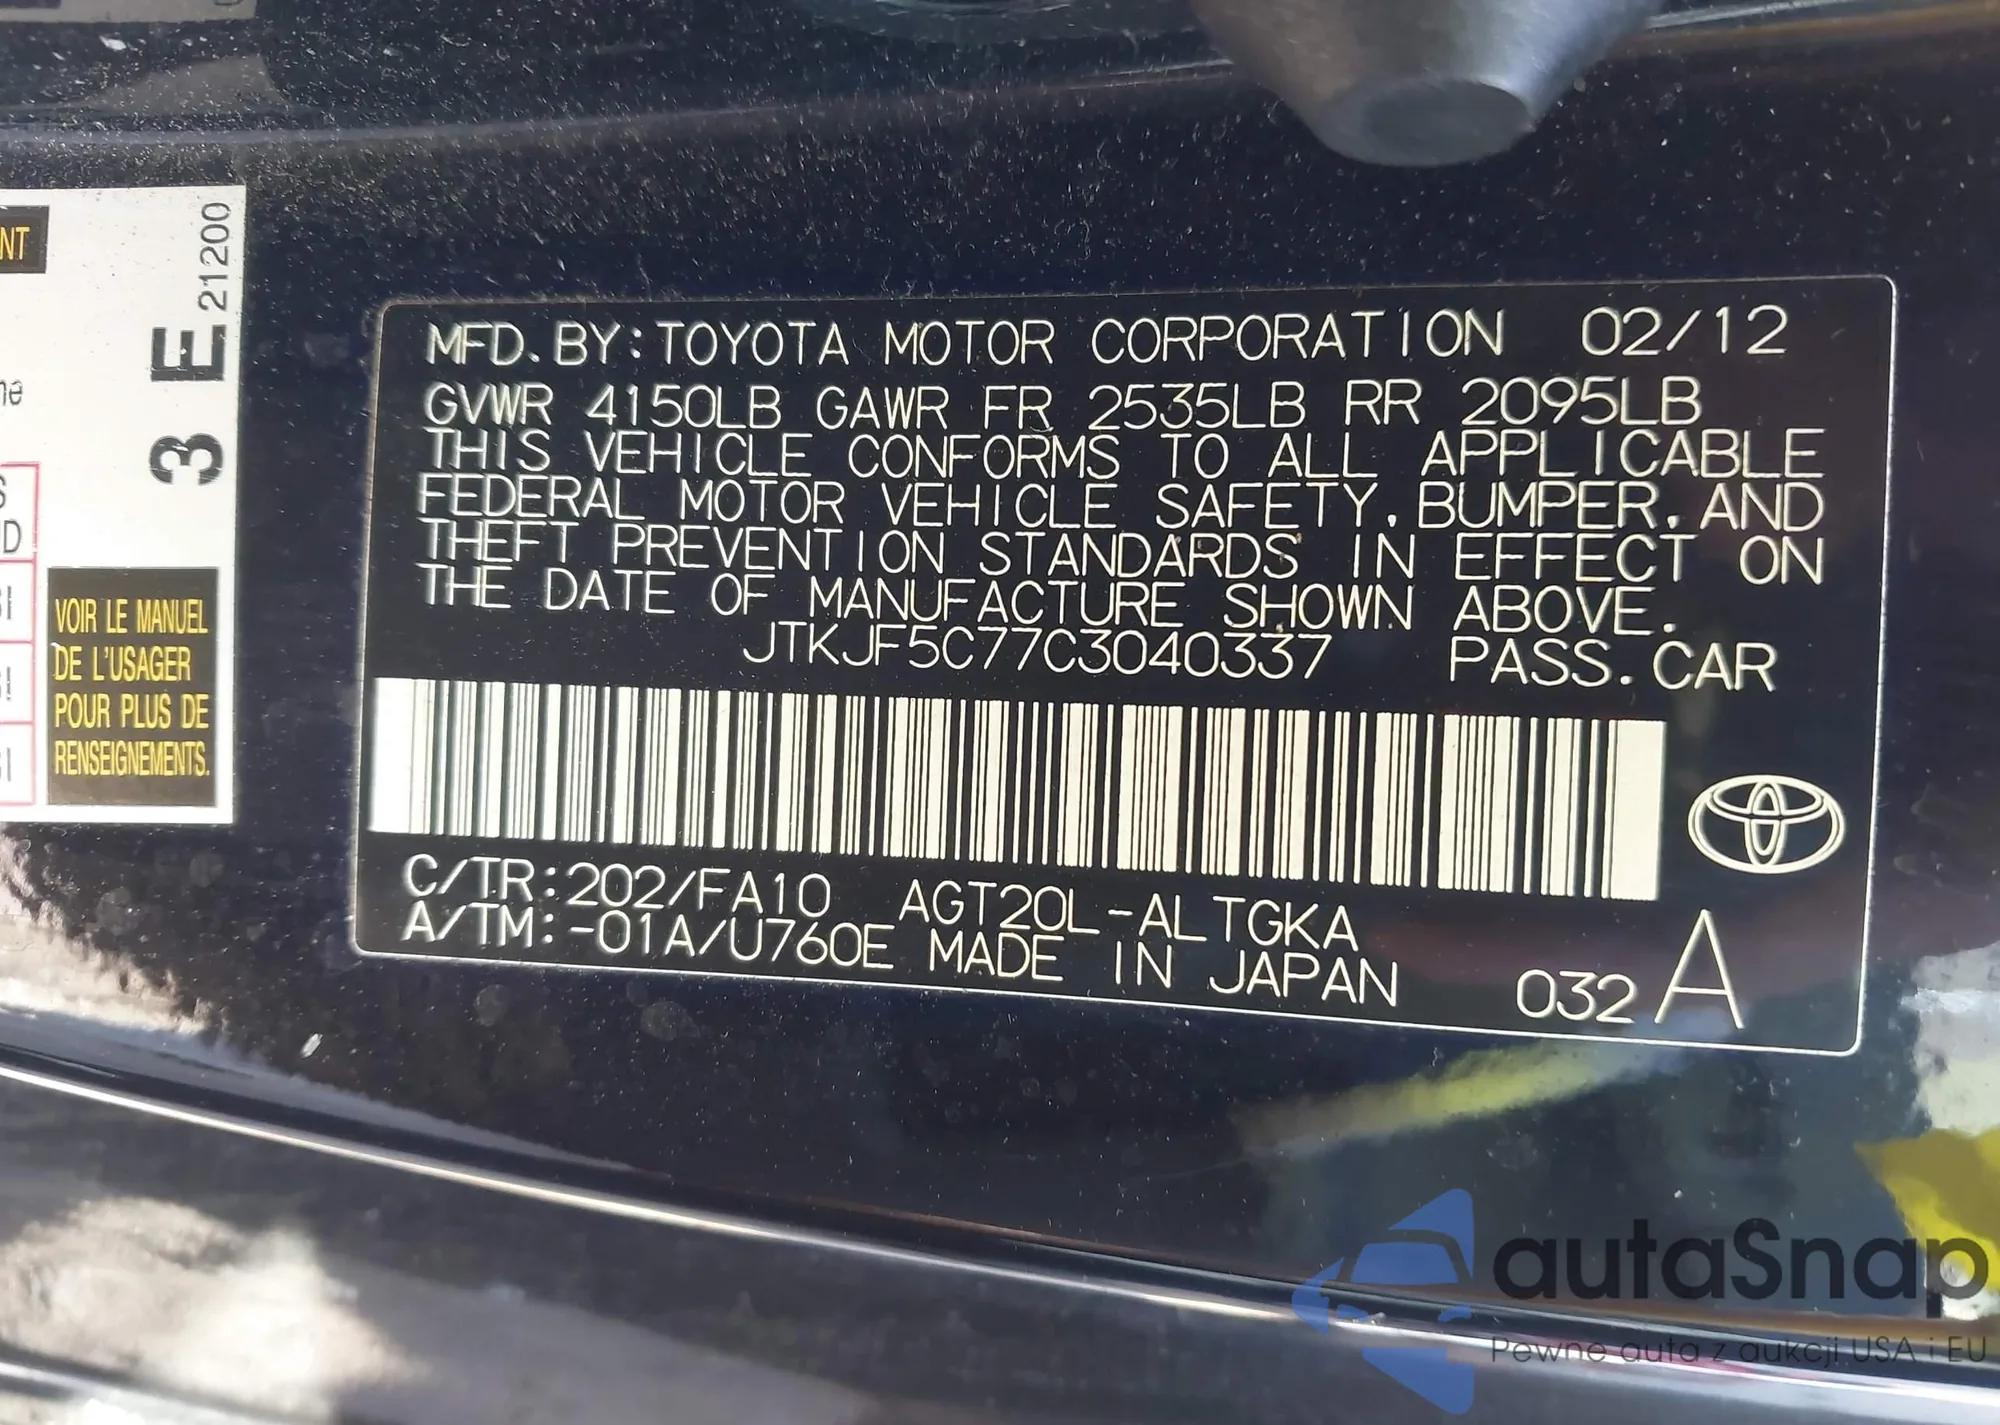 NT
3 E 21200
VOIR LE MANUEL
DE L'USAGER
POUR PLUS DE
RENSEIGNEMENTS.
MFD. BY: TOYOTA MOTOR CORPORATION 02/12
GVWR 4150LB GAWR FR 2535LB RR 2095LB
THIS VEHICLE CONFORMS TO ALL APPLICABLE
FEDERAL MOTOR VEHICLE SAFETY, BUMPER, AND
THEFT PREVENTION STANDARDS IN EFFECT ON
THE DATE OF MANUFACTURE SHOWN ABOVE.
JTKJF5C77C3040337 PASS. CAR
C/TR: 202/FA10 AGT20L-ALTGKA
A/TM: -01A/U760E MADE IN JAPAN 032 A
autaSnap
Pewne auta z aukcji USA i EU